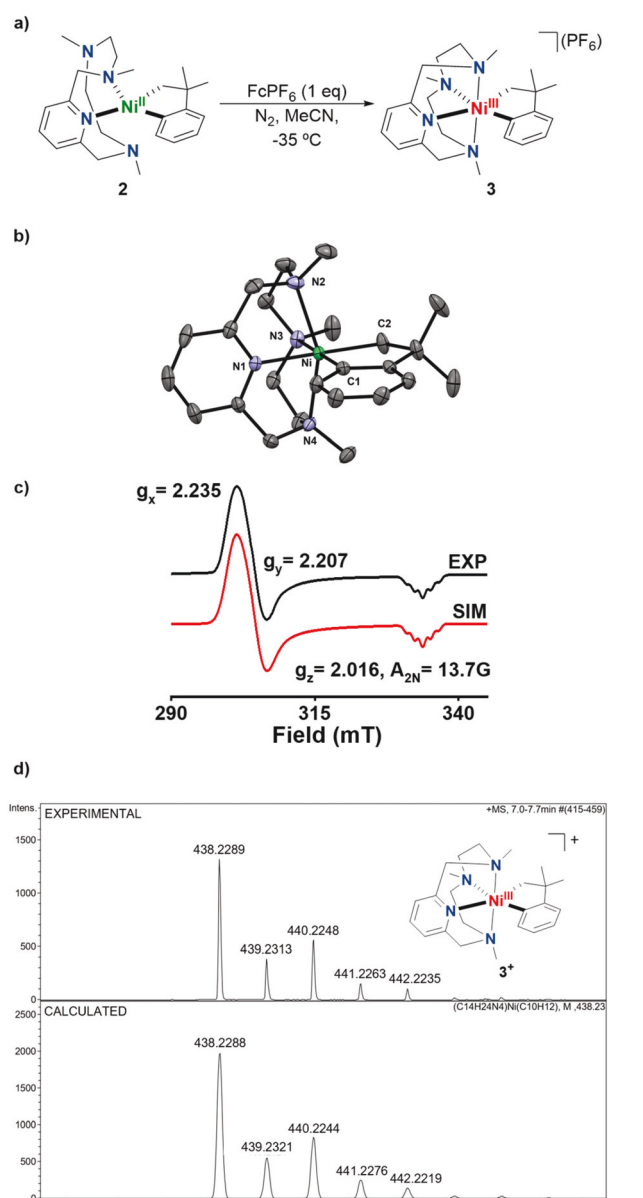 a)
N
N
N
N
Ni^II
2
FcPF6 (1 eq)
N2, MeCN,
-35 ºC
N
N
N
N
Ni^III
(PF6)
3
b)
N2
N3
C2
N1
Ni
C1
N4
c)
gx= 2.235
gy= 2.207
EXP
SIM
gz= 2.016, A2N= 13.7G
290
315
340
Field (mT)
d)
Intens.
EXPERIMENTAL
+MS, 7.0-7.7min #(415-459)
1500
1000
500
0
438.2289
439.2313
440.2248
441.2263
442.2235
N
N
N
N
Ni^III
+
3+
CALCULATED
(C14H24N4)Ni(C10H12), M ,438.23
2500
2000
1500
1000
500
0
438.2288
439.2321
440.2244
441.2276
442.2219